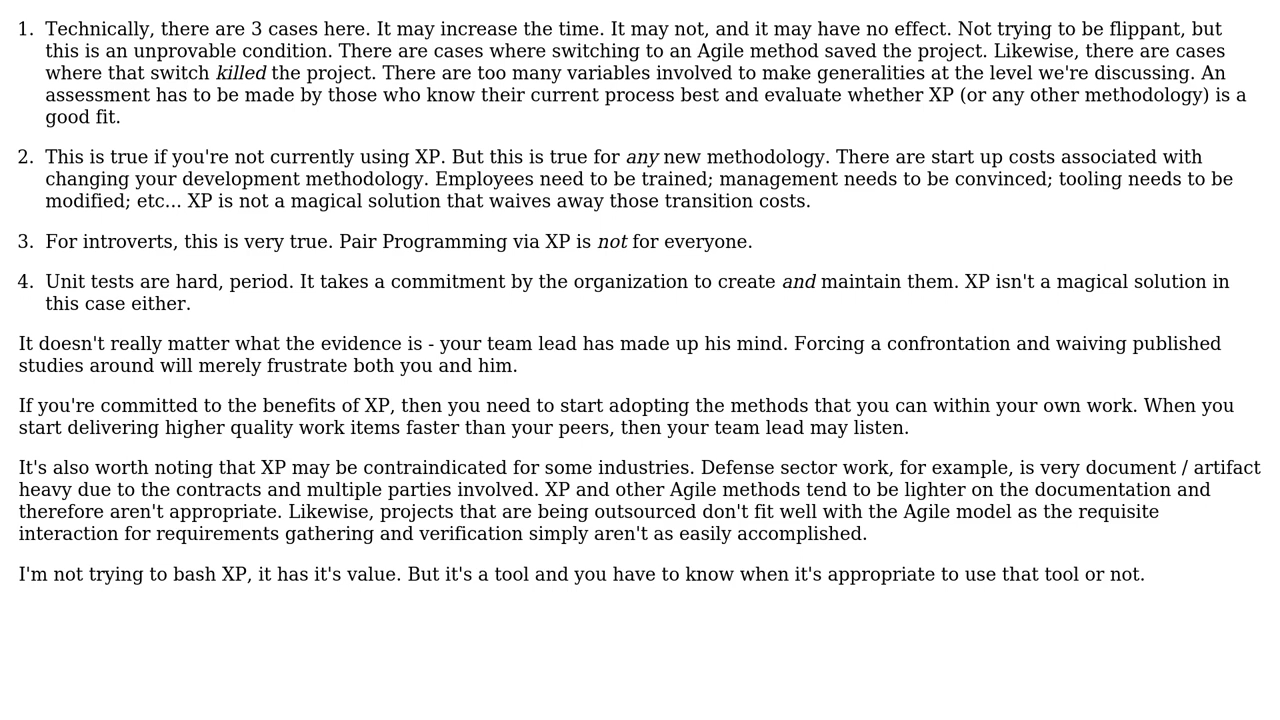 1. Technically, there are 3 cases here. It may increase the time. It may not, and it may have no effect. Not trying to be flippant, but
this is an unprovable condition. There are cases where switching to an Agile method saved the project. Likewise, there are cases
where that switch killed the project. There are too many variables involved to make generalities at the level we're discussing. An
assessment has to be made by those who know their current process best and evaluate whether XP (or any other methodology) is a
good fit.
2. This is true if you're not currently using XP. But this is true for any new methodology. There are start up costs associated with
changing your development methodology. Employees need to be trained; management needs to be convinced; tooling needs to be
modified; etc... XP is not a magical solution that waives away those transition costs.
3. For introverts, this is very true. Pair Programming via XP is not for everyone.
4. Unit tests are hard, period. It takes a commitment by the organization to create and maintain them. XP isn't a magical solution in
this case either.
It doesn't really matter what the evidence is - your team lead has made up his mind. Forcing a confrontation and waiving published
studies around will merely frustrate both you and him.
If you're committed to the benefits of XP, then you need to start adopting the methods that you can within your own work. When you
start delivering higher quality work items faster than your peers, then your team lead may listen.
It's also worth noting that XP may be contraindicated for some industries. Defense sector work, for example, is very document / artifact
heavy due to the contracts and multiple parties involved. XP and other Agile methods tend to be lighter on the documentation and
therefore aren't appropriate. Likewise, projects that are being outsourced don't fit well with the Agile model as the requisite
interaction for requirements gathering and verification simply aren't as easily accomplished.
I'm not trying to bash XP, it has it's value. But it's a tool and you have to know when it's appropriate to use that tool or not.